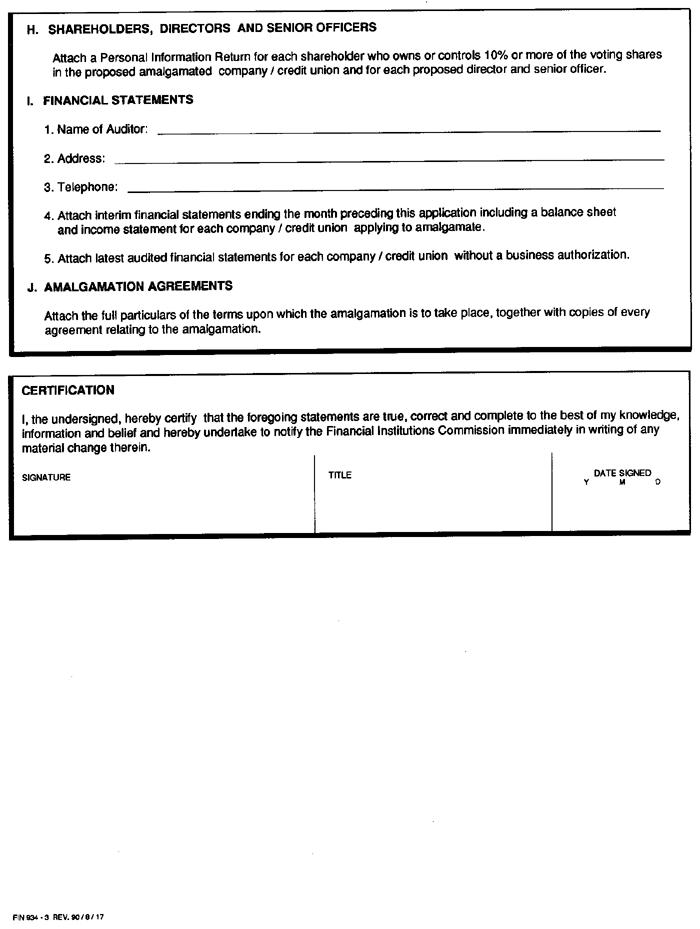 H. SHAREHOLDERS, DIRECTORS AND SENIOR OFFICERS
Attach a Personal Information Return for each shareholder who owns or controls 10% or more of the voting shares
in the proposed amalgamated company / credit union and for each proposed director and senior officer.
I. FINANCIAL STATEMENTS
1. Name of Auditor:
2. Address:
3. Telephone:
4. Attach interim financial statements ending the month preceding this application including a balance sheet
and income statement for each company / credit union applying to amalgamate.
5. Attach latest audited financial statements for each company / credit union without a business authorization.
J. AMALGAMATION AGREEMENTS
Attach the full particulars of the terms upon which the amalgamation is to take place, together with copies of every
agreement relating to the amalgamation.
CERTIFICATION
I, the undersigned, hereby certify that the foregoing statements are true, correct and complete to the best of my knowledge,
information and belief and hereby undertake to notify the Financial Institutions Commission immediately in writing of any
material change therein.
SIGNATURE
TITLE
DATE SIGNED
Y M D
FIN 934 - 3 REV. 90 / 8 / 17